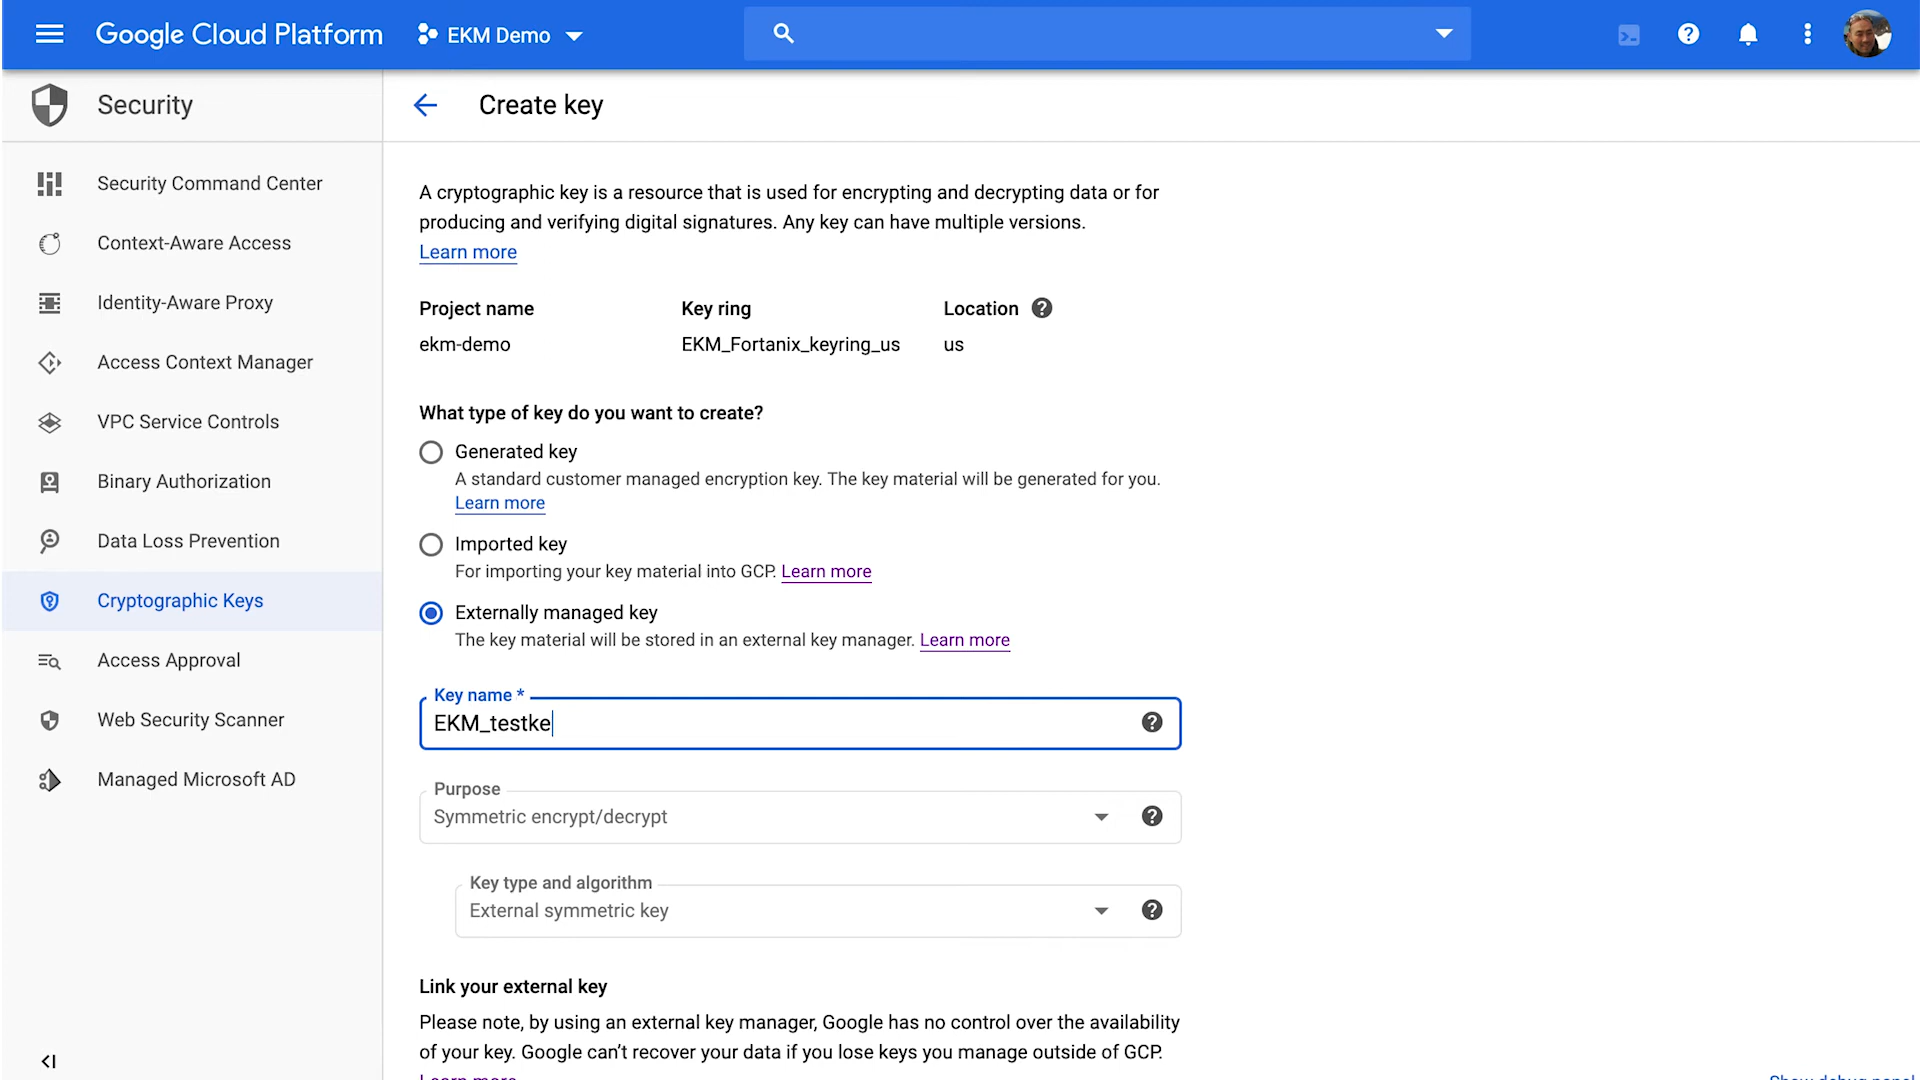 Google Cloud Platform
EKM Demo
Security
Create key
Security Command Center
Context-Aware Access
Identity-Aware Proxy
Access Context Manager
VPC Service Controls
Binary Authorization
Data Loss Prevention
Cryptographic Keys
Access Approval
Web Security Scanner
Managed Microsoft AD
A cryptographic key is a resource that is used for encrypting and decrypting data or for
producing and verifying digital signatures. Any key can have multiple versions.
Learn more
Project name Key ring Location
ekm-demo EKM_Fortanix_keyring_us us
What type of key do you want to create?
Generated key
A standard customer managed encryption key. The key material will be generated for you.
Learn more
Imported key
For importing your key material into GCP. Learn more
Externally managed key
The key material will be stored in an external key manager. Learn more
Key name *
EKM_testke
Purpose
Symmetric encrypt/decrypt
Key type and algorithm
External symmetric key
Link your external key
Please note, by using an external key manager, Google has no control over the availability
of your key. Google can't recover your data if you lose keys you manage outside of GCP.
Learn more
Show debug panel